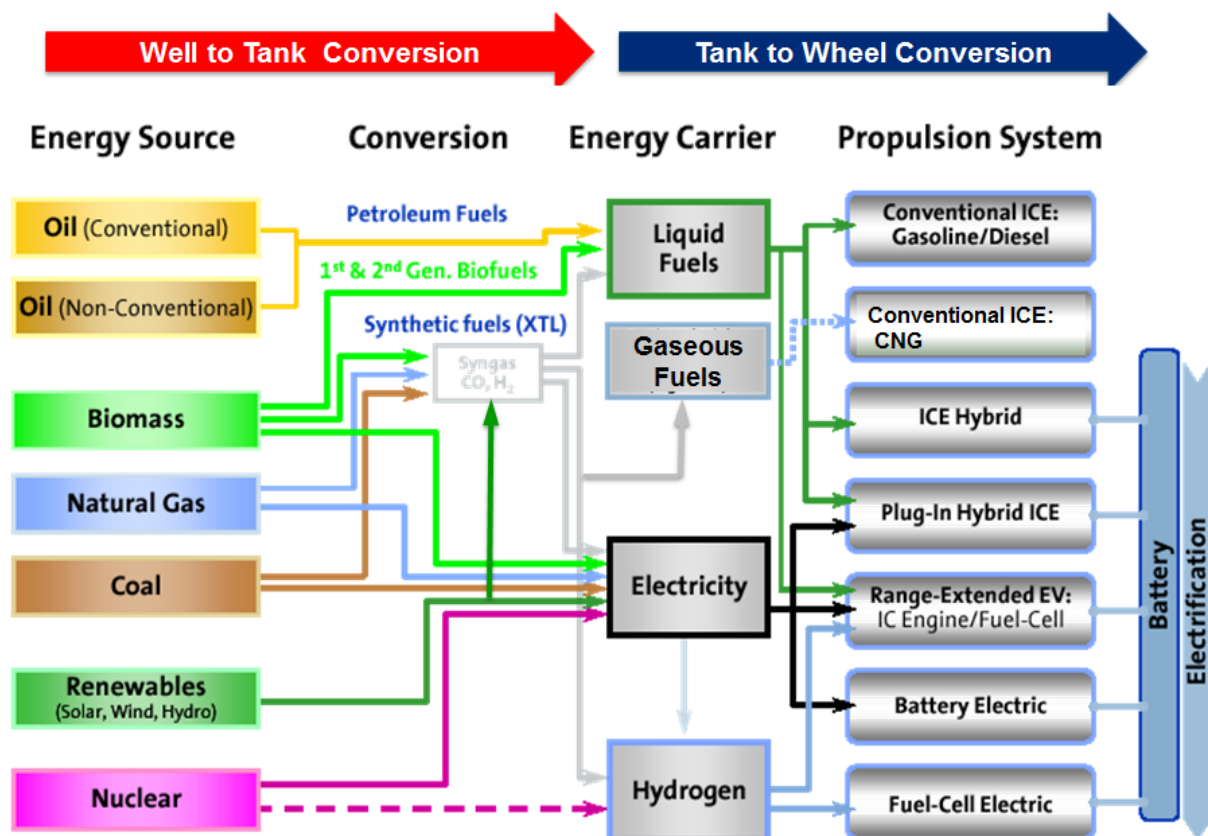 Well to Tank Conversion
Tank to Wheel Conversion
Energy Source
Conversion
Energy Carrier
Propulsion System
Oil (Conventional)
Oil (Non-Conventional)
Biomass
Natural Gas
Coal
Renewables
(Solar, Wind, Hydro)
Nuclear
Petroleum Fuels
1st & 2nd Gen. Biofuels
Synthetic fuels (XTL)
Syngas
CO, H2
Liquid
Fuels
Gaseous
Fuels
Electricity
Hydrogen
Conventional ICE:
Gasoline/Diesel
Conventional ICE:
CNG
ICE Hybrid
Plug-In Hybrid ICE
Range-Extended EV:
IC Engine/Fuel-Cell
Battery Electric
Fuel-Cell Electric
Battery
Electrification